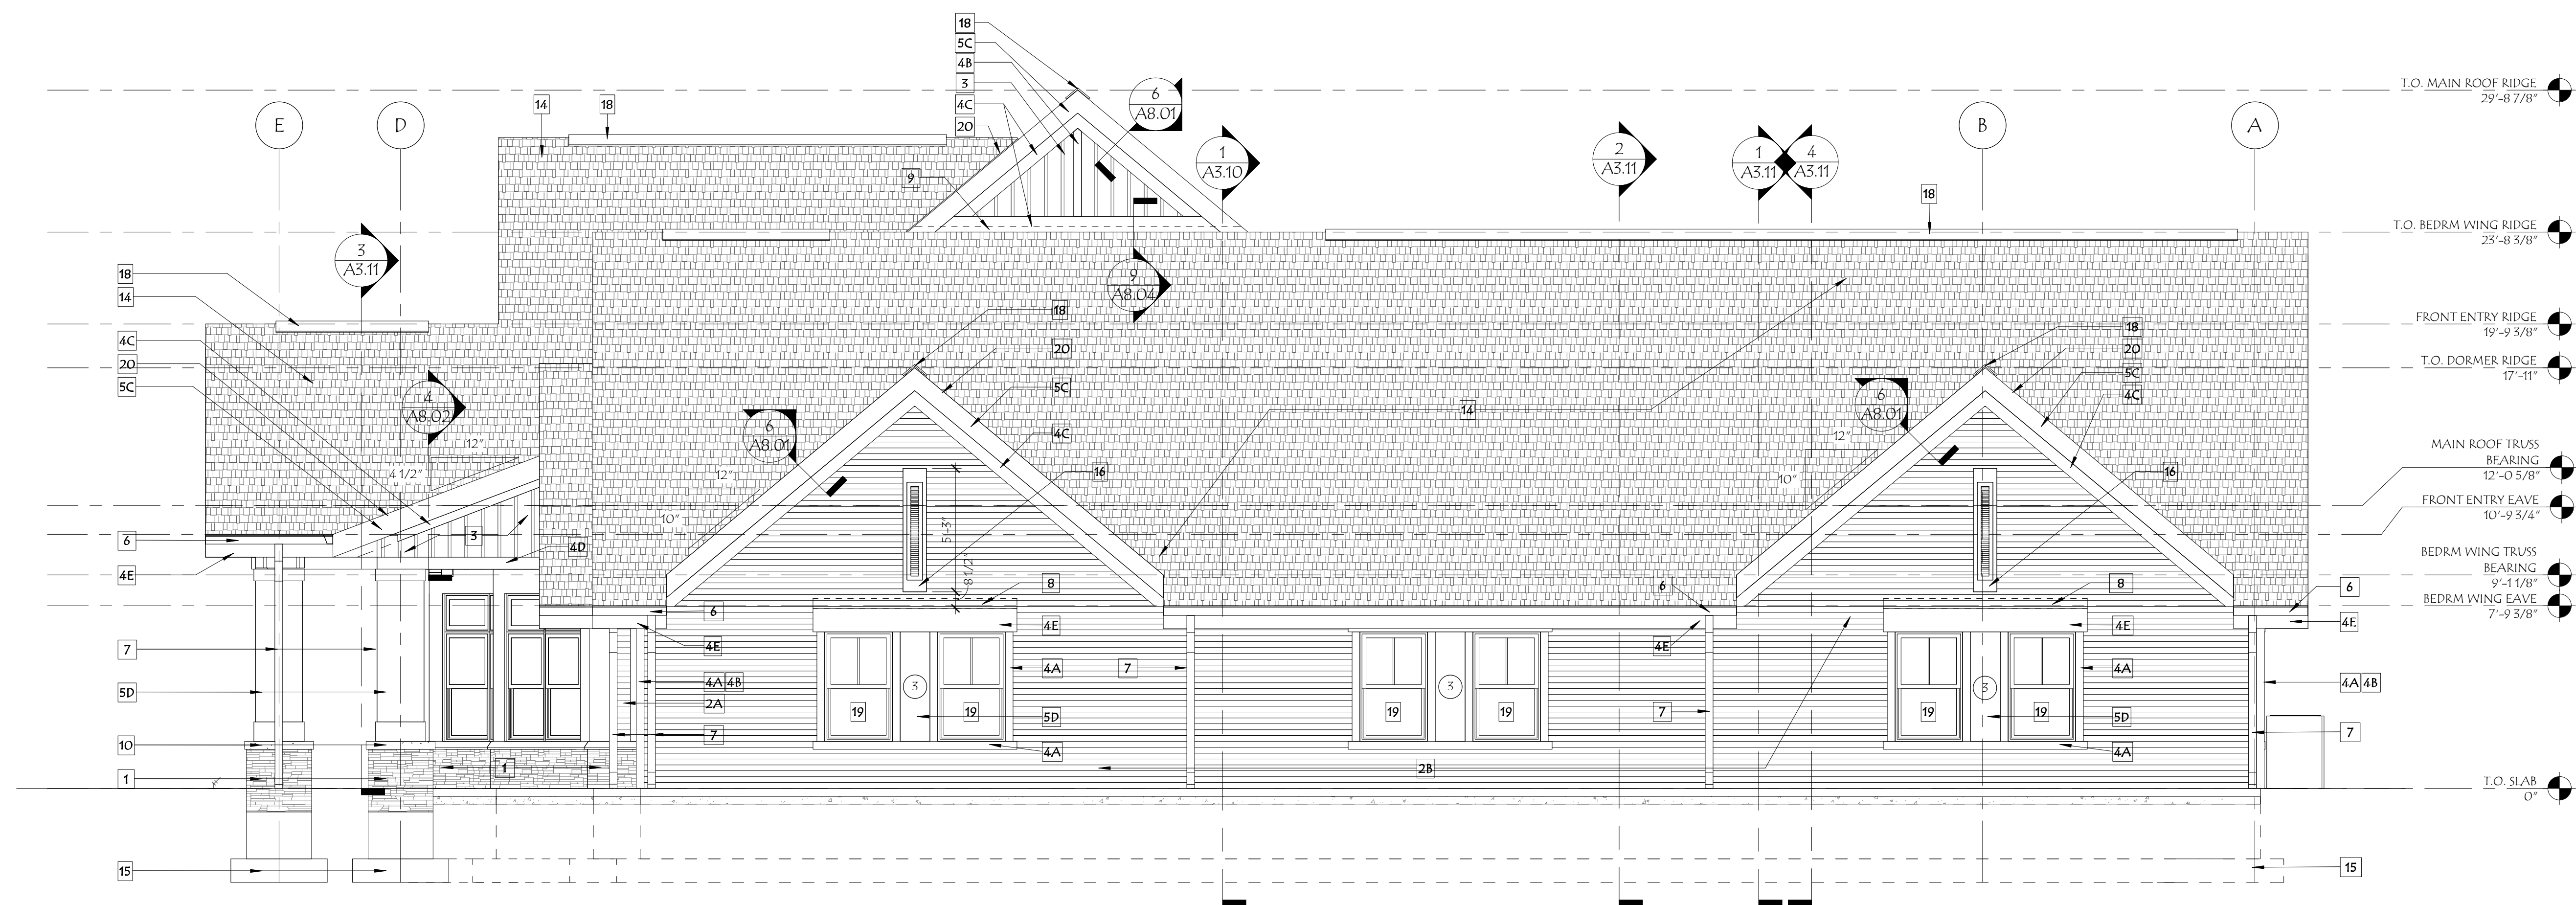 18
5C
4B
3
4C
20
9
6
A8.01
T.O. MAIN ROOF RIDGE
29'-8 7/8"
E
D
14
18
1
A3.10
2
A3.11
1
A3.11
4
A3.11
B
A
18
T.O. BEDRM WING RIDGE
23'-8 3/8"
3
A3.11
9
A8.04
18
14
4C
20
5C
FRONT ENTRY RIDGE
19'-9 3/8"
T.O. DORMER RIDGE
17'-11"
4
A8.02
12"
4 1/2"
18
20
5C
4C
16
6
A8.01
12"
10"
5'-3"
8 1/2"
14
18
20
5C
4C
16
6
A8.01
12"
10"
MAIN ROOF TRUSS
BEARING
12'-0 5/8"
FRONT ENTRY EAVE
10'-9 3/4"
BEDRM WING TRUSS
BEARING
9'-1 1/8"
BEDRM WING EAVE
7'-9 3/8"
6
4E
3
4D
8
6
4E
4E
6
4E
8
4E
6
4E
7
5D
10
1
1
4A 4B
2A
7
3
19
19
4A
5D
4A
7
3
19
19
7
3
19
19
4A
5D
4A
2B
4A 4B
7
T.O. SLAB
0"
15
15